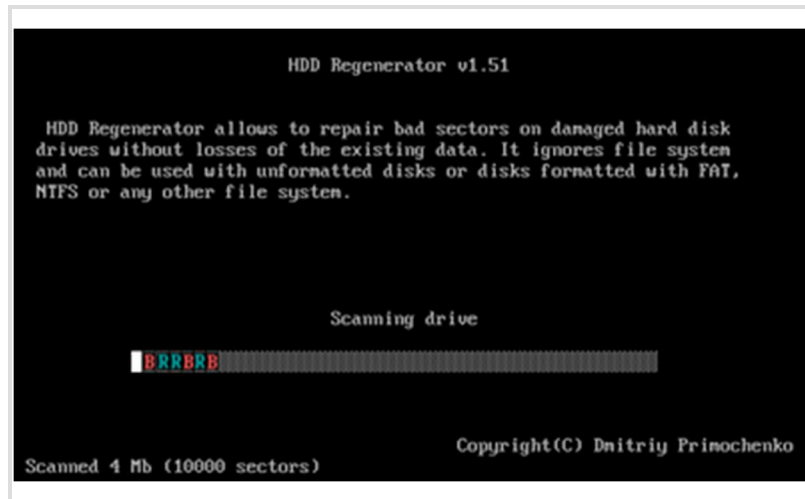 HDD Regenerator v1.51
HDD Regenerator allows to repair bad sectors on damaged hard disk
drives without losses of the existing data. It ignores file system
and can be used with unformatted disks or disks formatted with FAT,
NTFS or any other file system.
Scanning drive
BRRBRB
Copyright(C) Dmitriy Primochenko
Scanned 4 Mb (10000 sectors)